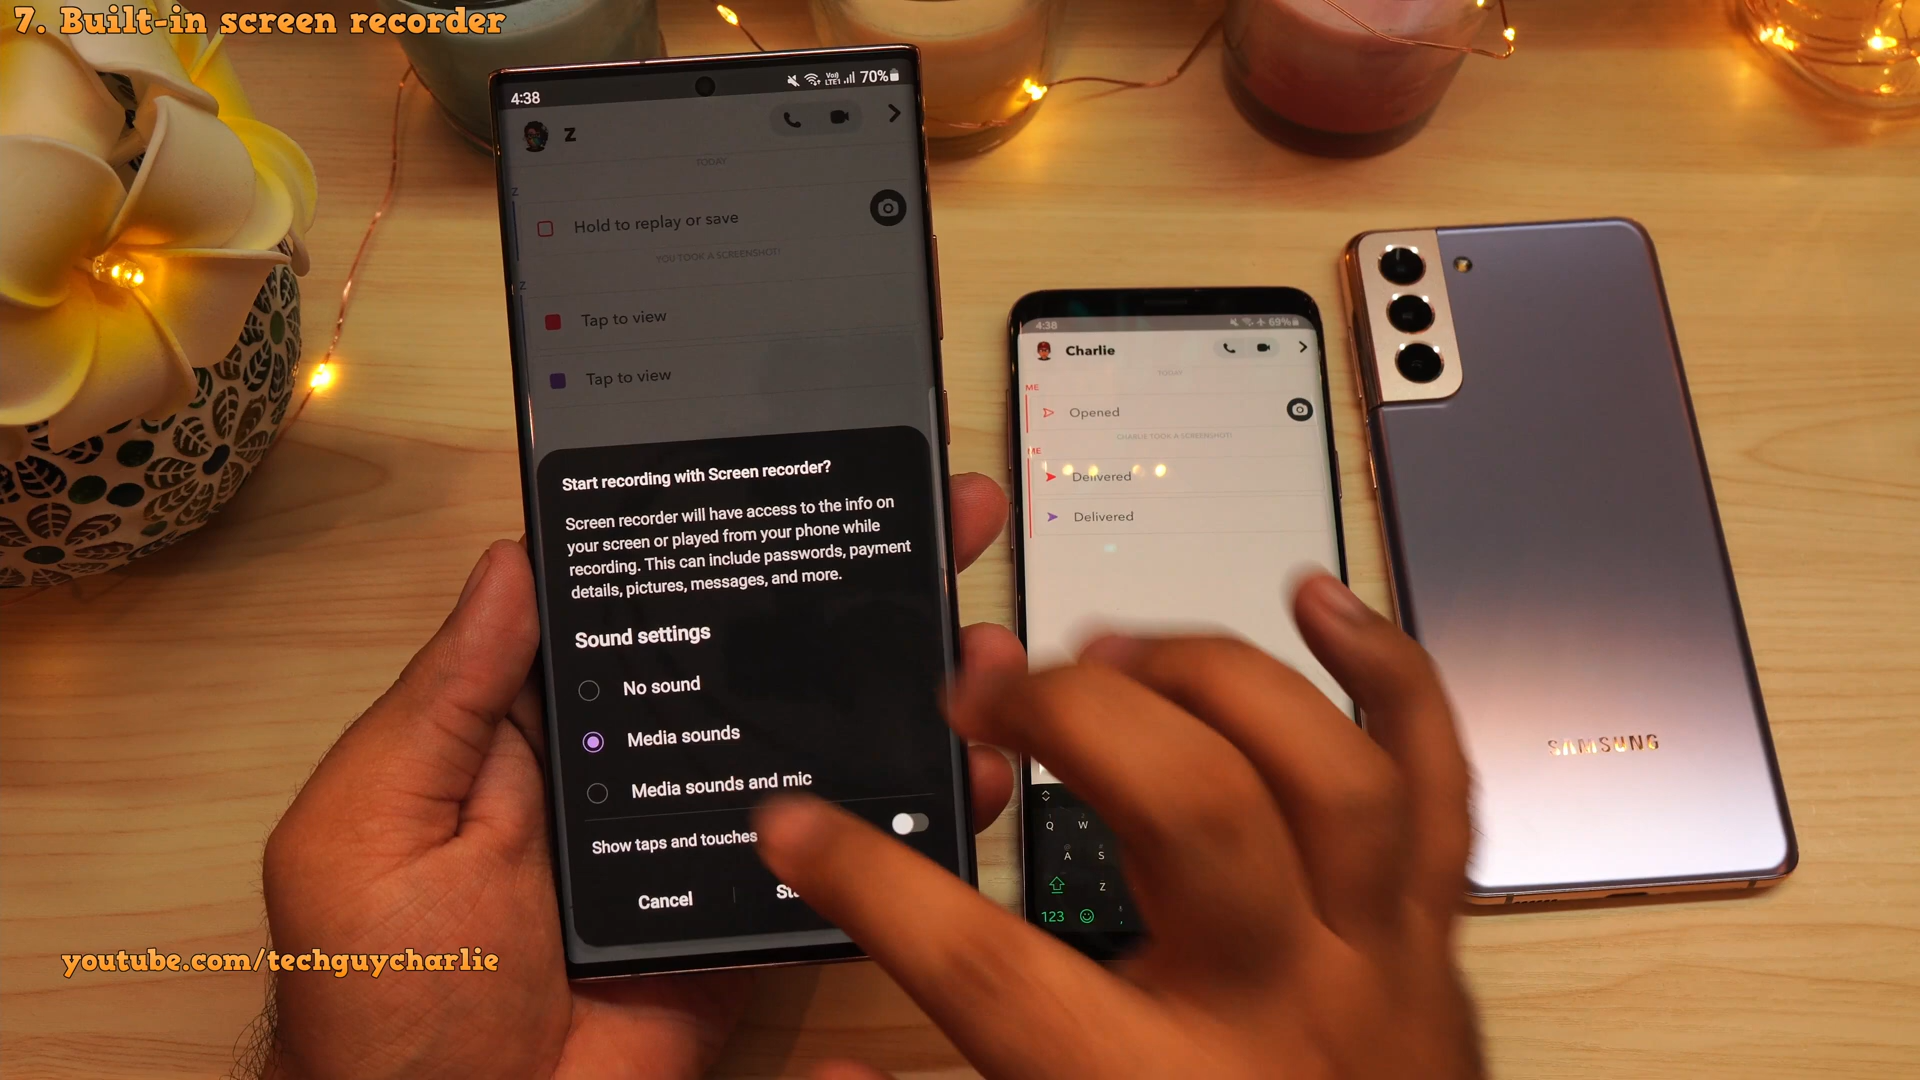 7. Built-in screen recorder
4:38
70%
Z
TODAY
Z
Hold to replay or save
YOU TOOK A SCREENSHOT!
Z
Tap to view
Tap to view
Start recording with Screen recorder?
Screen recorder will have access to the info on
your screen or played from your phone while
recording. This can include passwords, payment
details, pictures, messages, and more.
Sound settings
No sound
Media sounds
Media sounds and mic
Show taps and touches
Cancel
4:38
69%
Charlie
TODAY
ME
Opened
CHARLIE TOOK A SCREENSHOT!
ME
Delivered
Delivered
Q W
A S
Z
123
SAMSUNG
youtube.com/techguycharlie